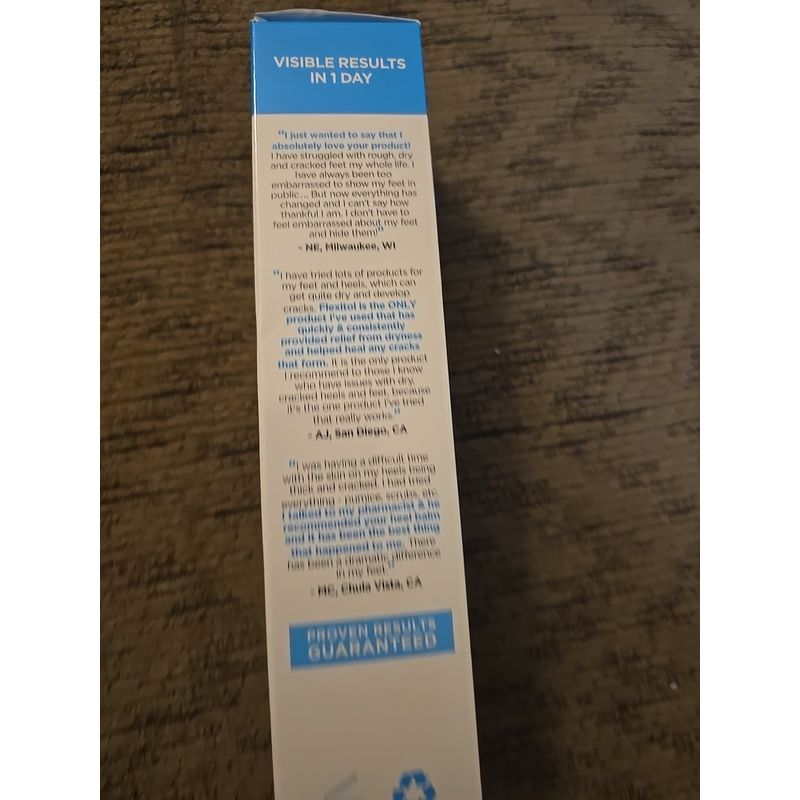 VISIBLE RESULTS
IN 1 DAY
"I just wanted to say that I
absolutely love your product!
I have struggled with rough, dry
and cracked feet my whole life. I
have always been too
embarrassed to show my feet in
public... But now everything has
changed and I can't say how
thankful I am. I don't have to
feel embarrassed about my feet
and hide them!"
- NE, Milwaukee, WI
"I have tried lots of products for
my feet and heels, which can
get quite dry and develop
cracks. Flexitol is the ONLY
product I've used that has
quickly & consistently
provided relief from dryness
and helped heal any cracks
that form. It is the only product
I recommend to those I know
who have issues with dry,
cracked heels and feet, because
it's the one product I've tried
that really works."
- AJ, San Diego, CA
"I was having a difficult time
with the skin on my heels being
thick and cracked. I had tried
everything - pumice, scrubs, etc.
I talked to my pharmacist & he
recommended your heel balm
and it has been the best thing
that happened to me. There
has been a dramatic difference
in my feet"
- MC, Chula Vista, CA
PROVEN RESULTS
GUARANTEED